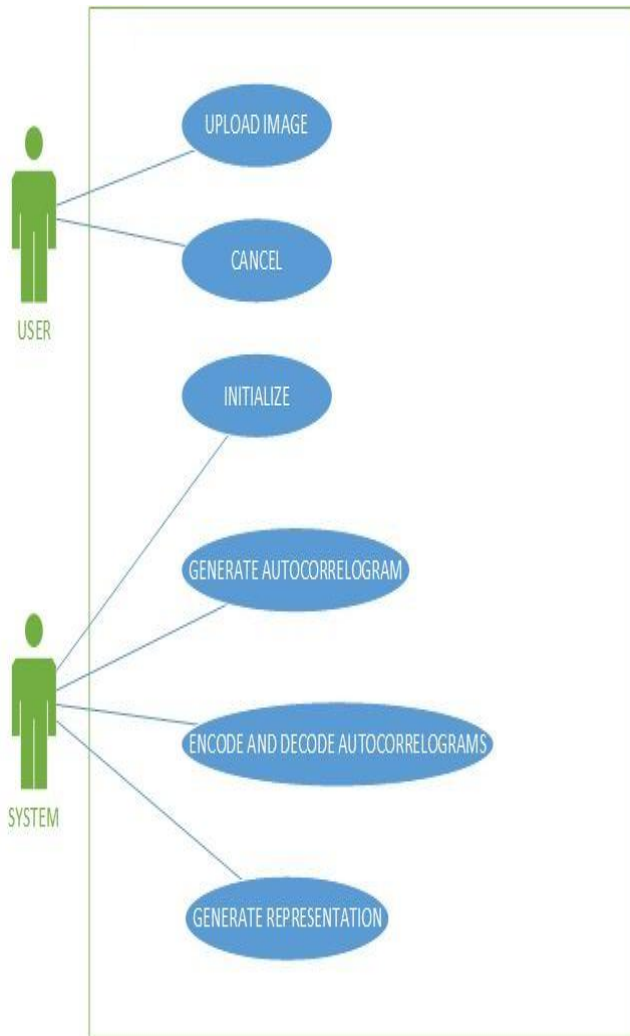 UPLOAD IMAGE
CANCEL
USER
INITIALIZE
GENERATE AUTOCORRELOGRAM
ENCODE AND DECODE AUTOCORRELOGRAMS
SYSTEM
GENERATE REPRESENTATION